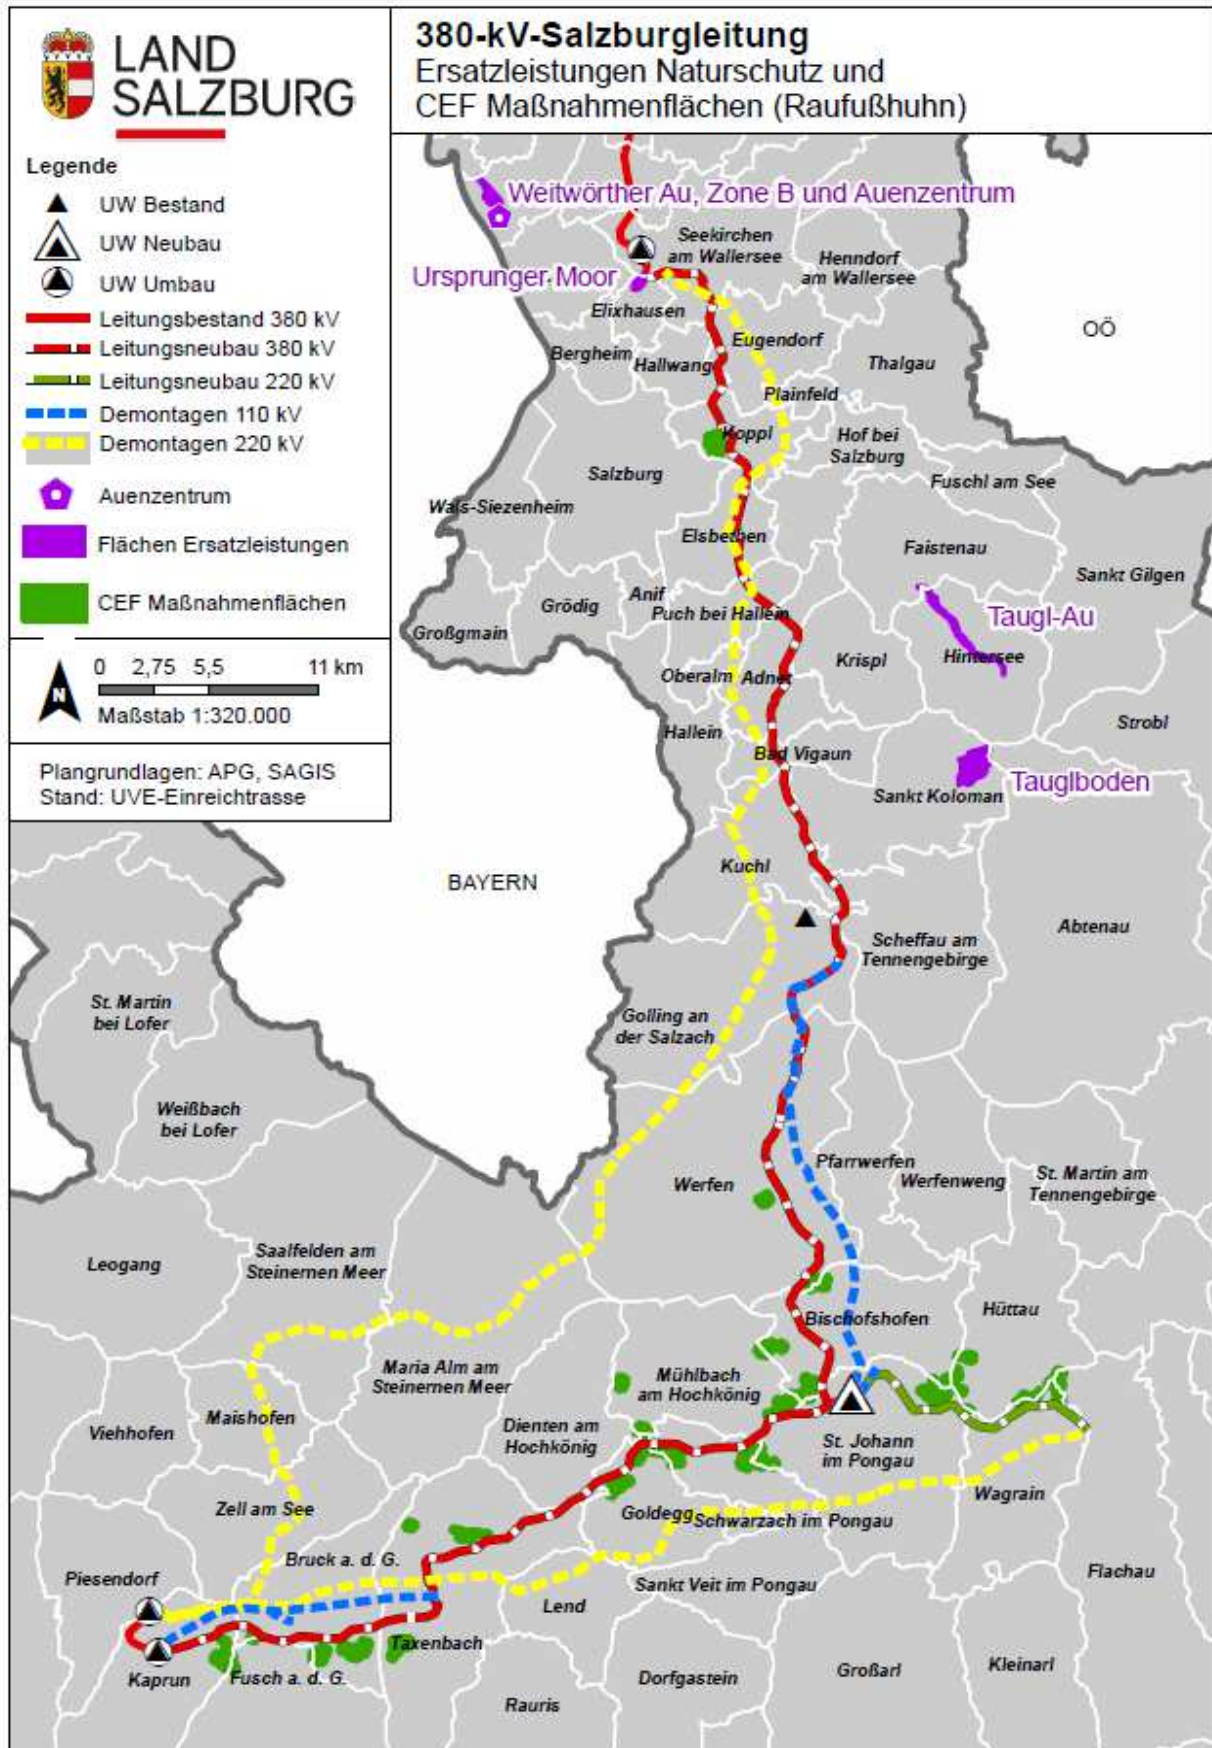 LAND
SALZBURG
380-kV-Salzburgleitung
Ersatzleistungen Naturschutz und
CEF Maßnahmenflächen (Raufußhuhn)
Legende
UW Bestand
UW Neubau
UW Umbau
Leitungsbestand 380 kV
Leitungsneubau 380 kV
Leitungsneubau 220 kV
Demontagen 110 kV
Demontagen 220 kV
Auenzentrum
Flächen Ersatzleistungen
CEF Maßnahmenflächen
N
0 2,75 5,5 11 km
Maßstab 1:320.000
Plangrundlagen: APG, SAGIS
Stand: UVE-Einreichtrasse
Weitwörther Au, Zone B und Auenzentrum
Seekirchen
am Wallersee
Henndorf
am Wallersee
Ursprunger Moor
Elixhausen
OÖ
Eugendorf
Bergheim
Hallwang
Thalgau
Plainfeld
Koppl
Hof bei
Salzburg
Salzburg
Fuschl am See
Wals-Siezenheim
Elsbethen
Faistenau
Sankt Gilgen
Anif
Grödig
Puch bei Hallein
Taugl-Au
Großgmain
Krispl
Hintersee
Oberalm
Adnet
Strobl
Hallein
Bad Vigaun
Tauglboden
Sankt Koloman
Kuchl
BAYERN
Abtenau
Scheffau am
Tennengebirge
St. Martin
bei Lofer
Golling an
der Salzach
Weißbach
bei Lofer
Pfarrwerfen
Werfenweng
St. Martin am
Tennengebirge
Werfen
Leogang
Saalfelden am
Steinernen Meer
Hüttau
Bischofshofen
Maria Alm am
Steinernen Meer
Mühlbach
am Hochkönig
Maishofen
Viehhofen
Dienten am
Hochkönig
St. Johann
im Pongau
Wagrain
Zell am See
Goldegg
Schwarzach im Pongau
Bruck a. d. G.
Piesendorf
Sankt Veit im Pongau
Flachau
Lend
Taxenbach
Kaprun
Fusch a. d. G.
Dorfgastein
Großarl
Kleinarl
Rauris